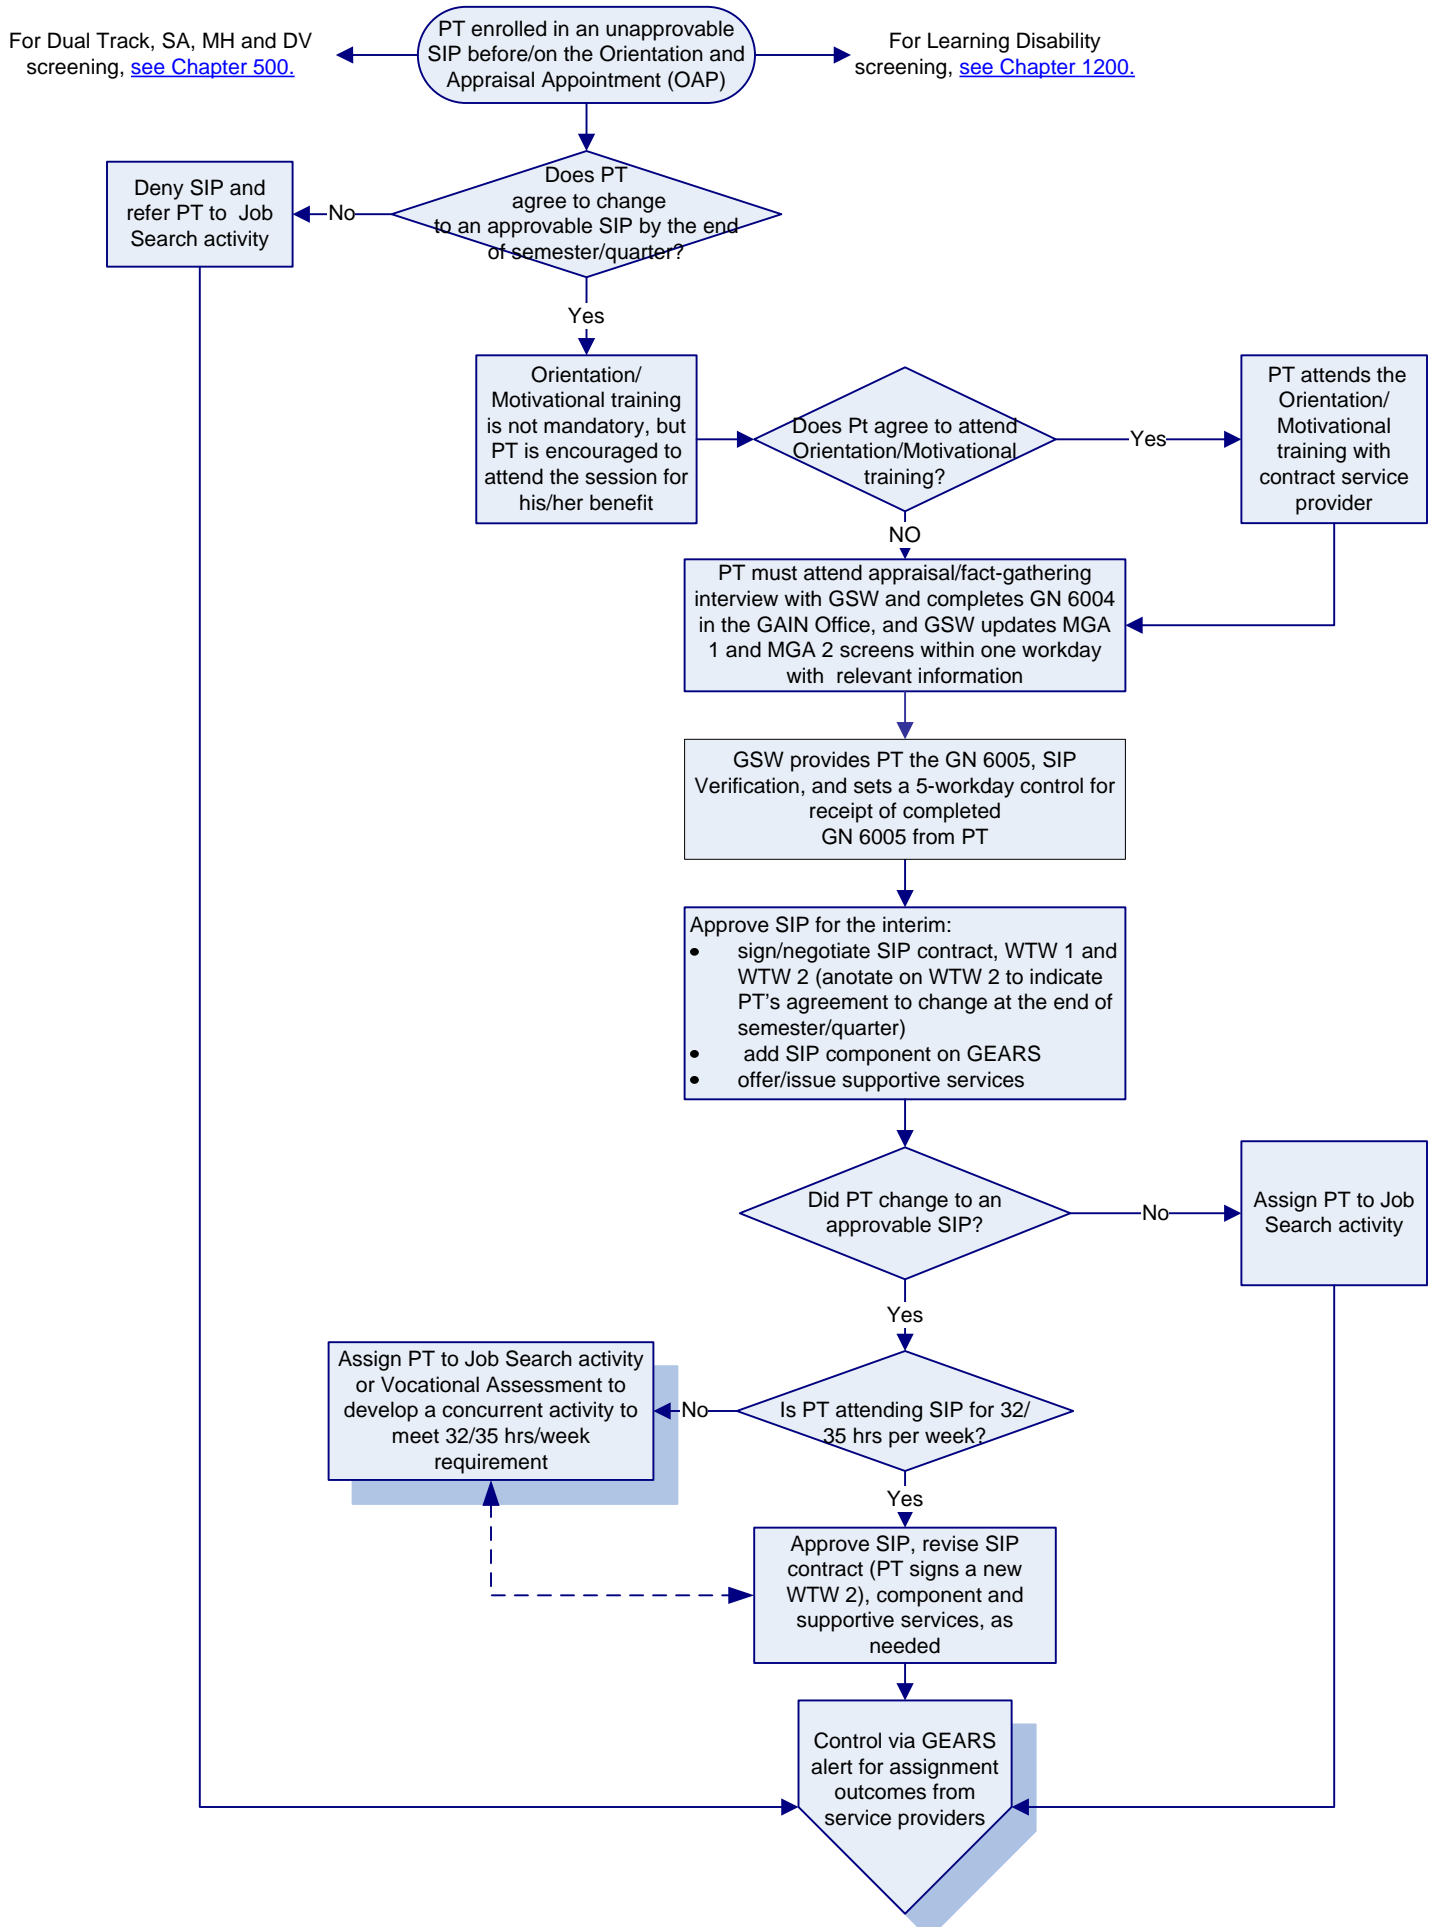 PT enrolled in an unapprovable
SIP before/on the Orientation and
Appraisal Appointment (OAP)
For Dual Track, SA, MH and DV
screening, see Chapter 500.
For Learning Disability
screening, see Chapter 1200.
Does PT
agree to change
to an approvable SIP by the end
of semester/quarter?
No
Deny SIP and
refer PT to  Job
Search activity
Yes
Orientation/
Motivational training
is not mandatory, but
PT is encouraged to
attend the session for
his/her benefit
Does Pt agree to attend
Orientation/Motivational
training?
Yes
PT attends the
Orientation/
Motivational
training with
contract service
provider
NO
PT must attend appraisal/fact-gathering
interview with GSW and completes GN 6004
in the GAIN Office, and GSW updates MGA
1 and MGA 2 screens within one workday
with  relevant information
GSW provides PT the GN 6005, SIP
Verification, and sets a 5-workday control for
receipt of completed
GN 6005 from PT
Approve SIP for the interim:
• sign/negotiate SIP contract, WTW 1 and
WTW 2 (anotate on WTW 2 to indicate
PT’s agreement to change at the end of
semester/quarter)
• add SIP component on GEARS
• offer/issue supportive services
Did PT change to an
approvable SIP?
No
Assign PT to Job
Search activity
Yes
Is PT attending SIP for 32/
35 hrs per week?
No
Assign PT to Job Search activity
or Vocational Assessment to
develop a concurrent activity to
meet 32/35 hrs/week
requirement
Yes
Approve SIP, revise SIP
contract (PT signs a new
WTW 2), component and
supportive services, as
needed
Control via GEARS
alert for assignment
outcomes from
service providers